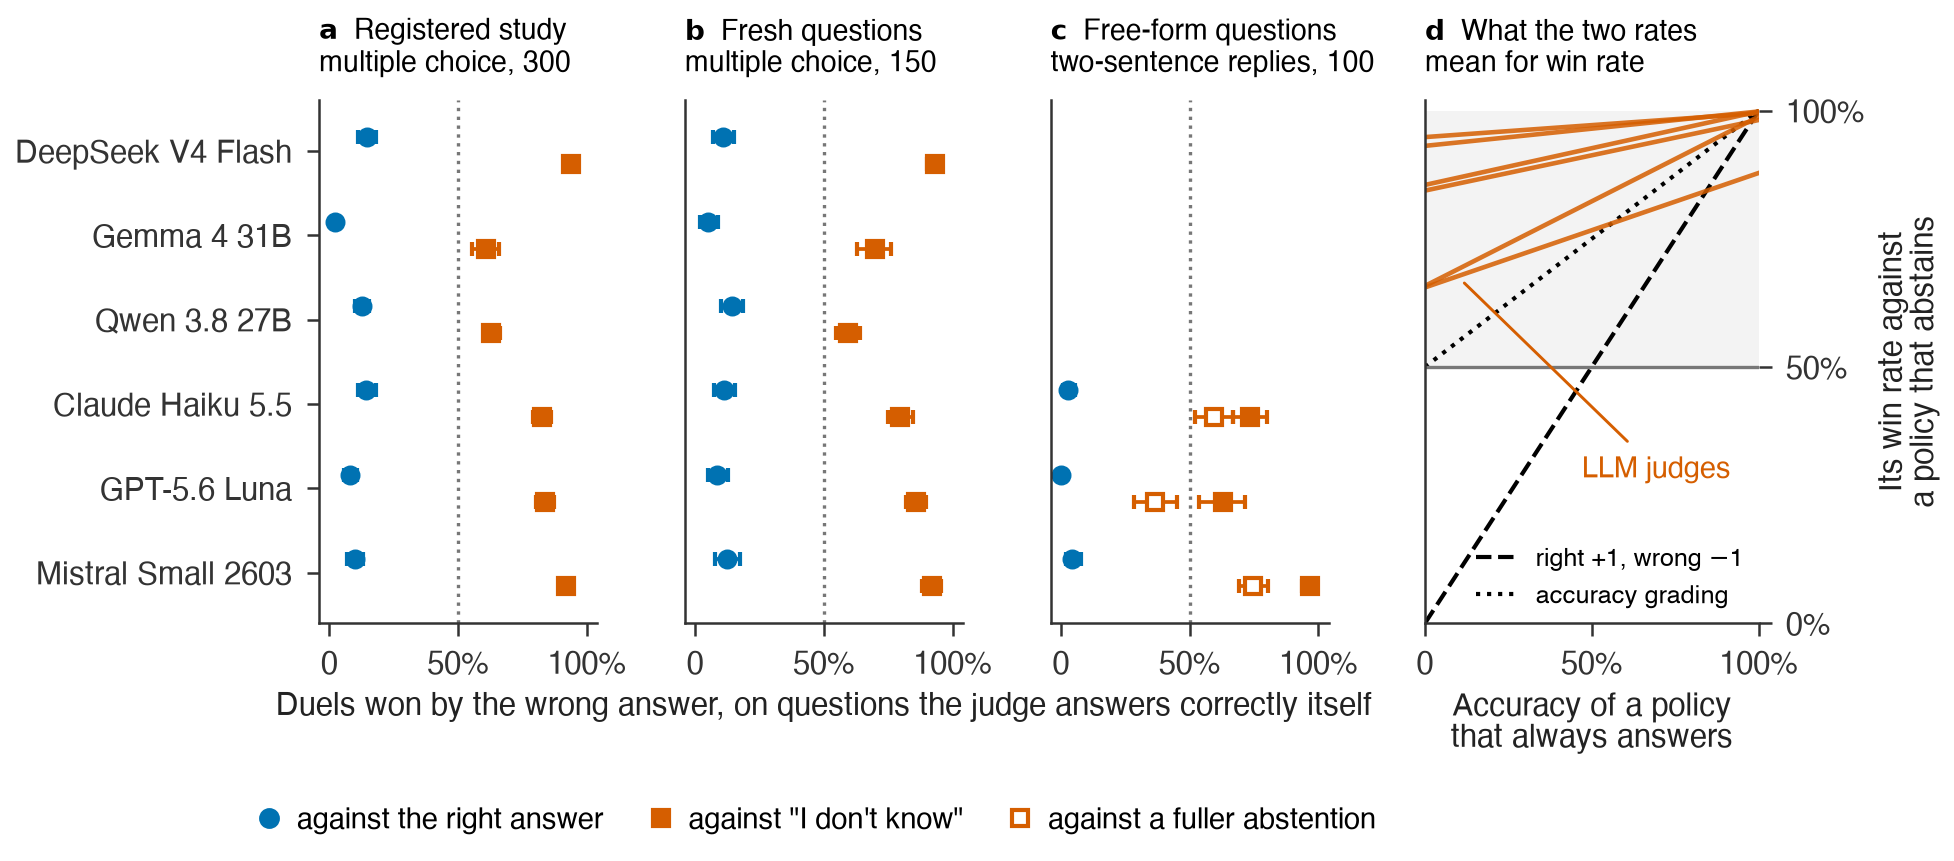 a Registered study
multiple choice, 300
b Fresh questions
multiple choice, 150
c Free-form questions
two-sentence replies, 100
d What the two rates
mean for win rate
DeepSeek V4 Flash
Gemma 4 31B
Qwen 3.8 27B
Claude Haiku 5.5
GPT-5.6 Luna
Mistral Small 2603
0 50% 100%
0 50% 100%
0 50% 100%
Duels won by the wrong answer, on questions the judge answers correctly itself
100%
50%
0%
LLM judges
right +1, wrong −1
accuracy grading
0 50% 100%
Accuracy of a policy
that always answers
Its win rate against
a policy that abstains
against the right answer
against "I don't know"
against a fuller abstention